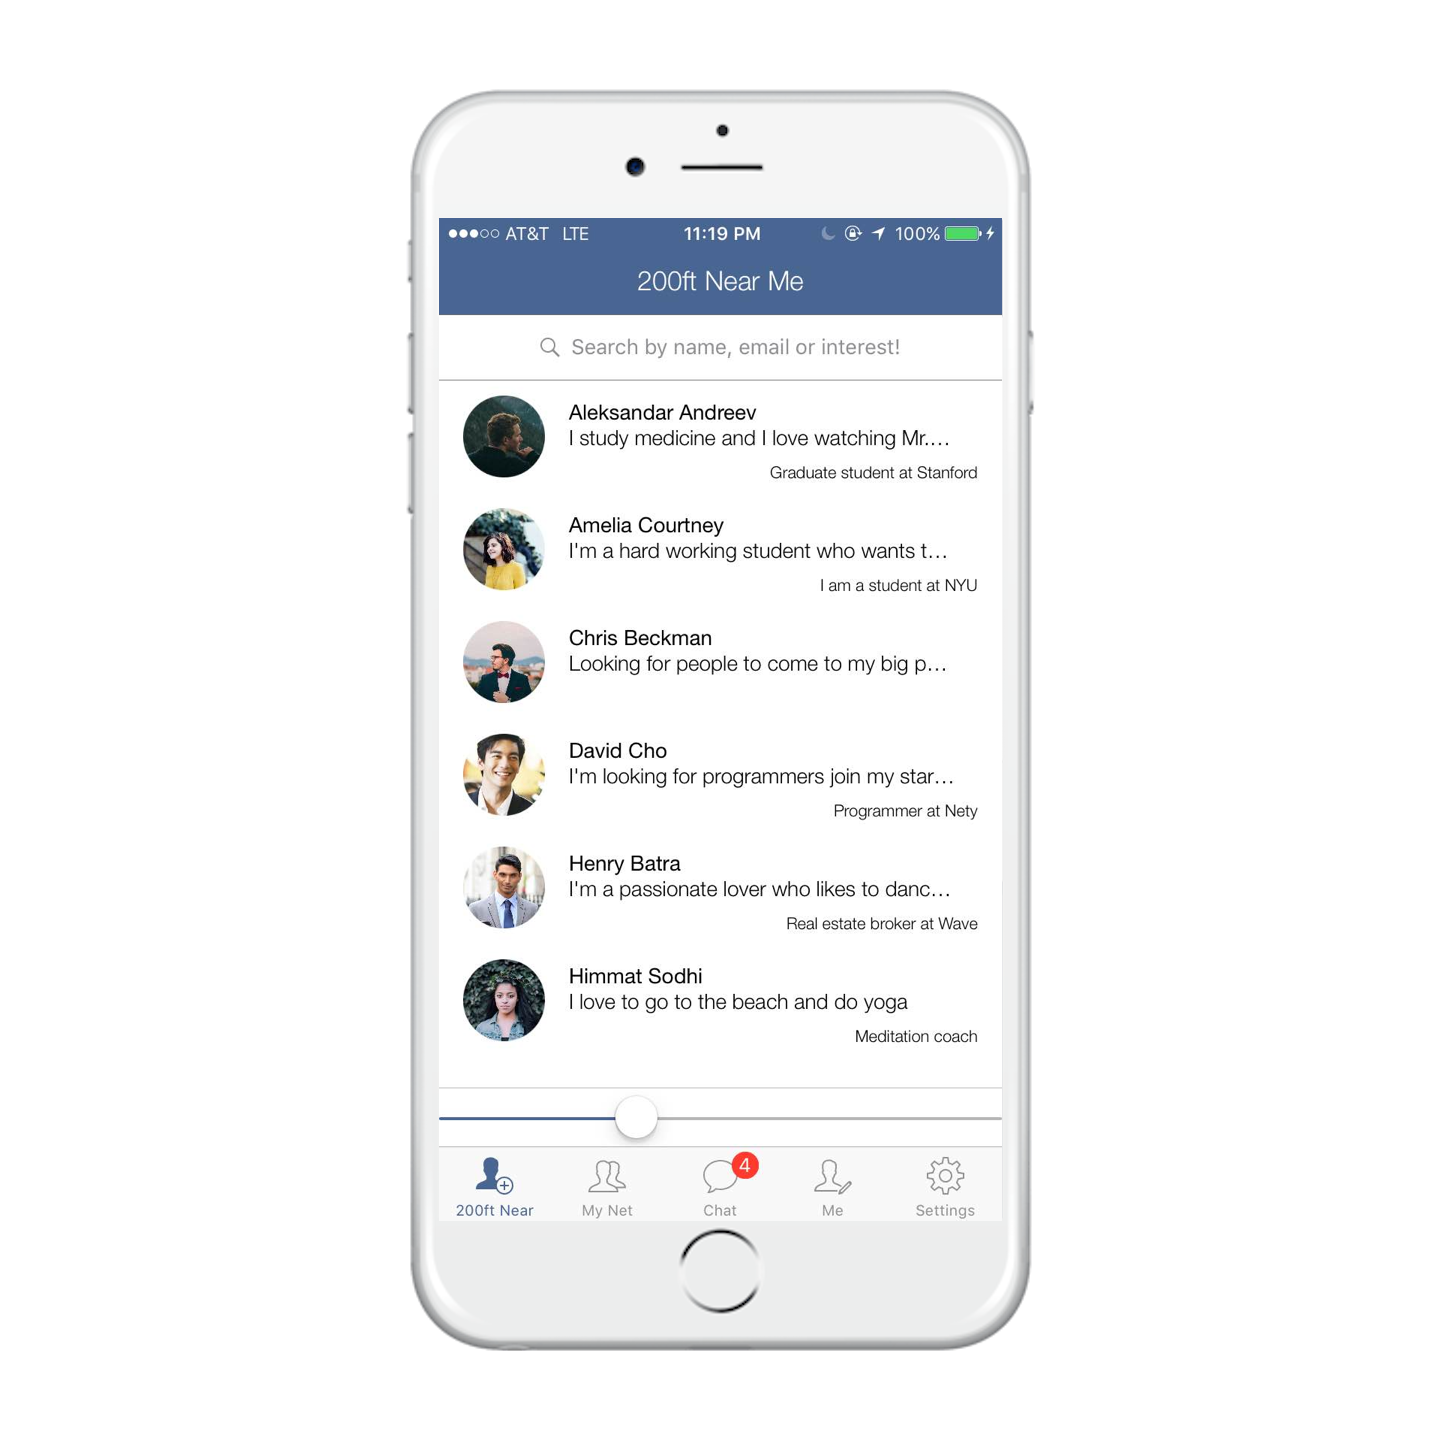 AT&T LTE 11:19 PM 100%
200ft Near Me
Search by name, email or interest!
Aleksandar Andreev
I study medicine and I love watching Mr....
Graduate student at Stanford
Amelia Courtney
I'm a hard working student who wants t...
I am a student at NYU
Chris Beckman
Looking for people to come to my big p...
David Cho
I'm looking for programmers join my star...
Programmer at Nety
Henry Batra
I'm a passionate lover who likes to danc...
Real estate broker at Wave
Himmat Sodhi
I love to go to the beach and do yoga
Meditation coach
4
200ft Near My Net Chat Me Settings